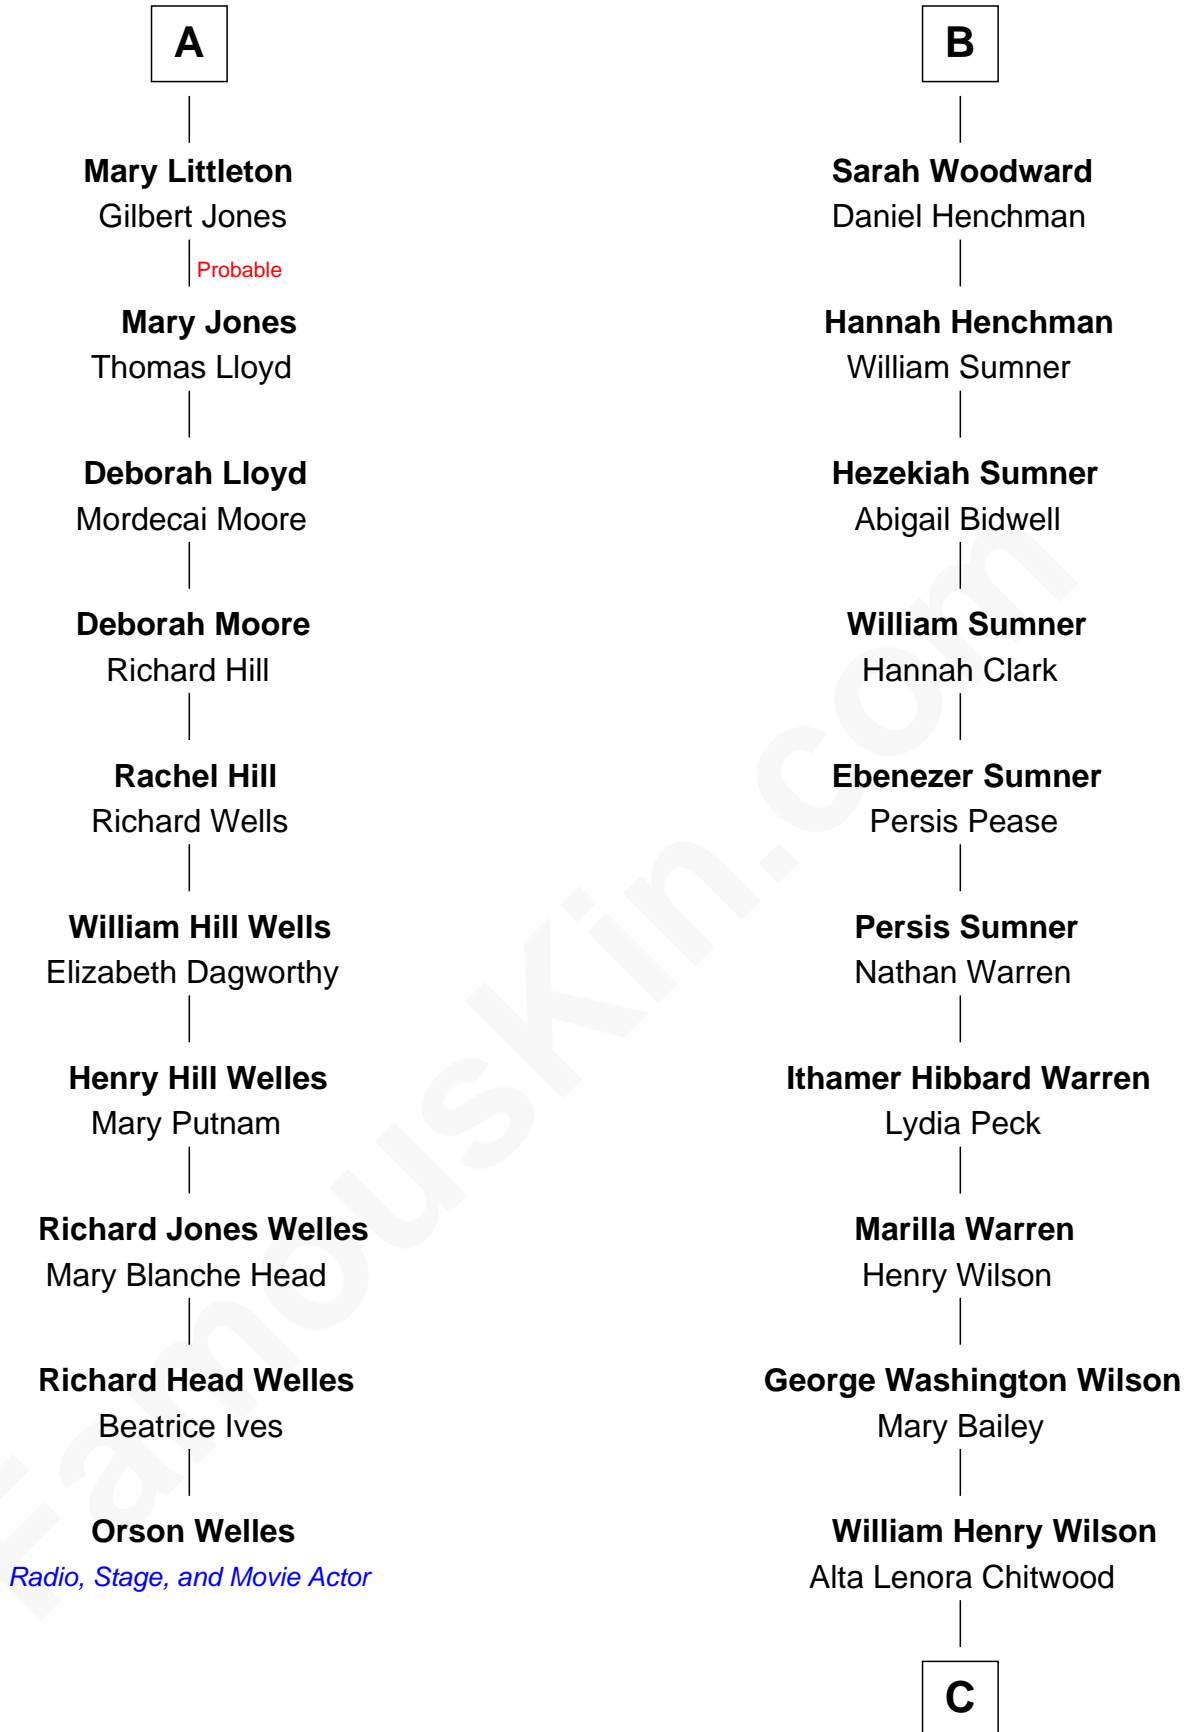 A
Mary Littleton
Gilbert Jones
Probable
Mary Jones
Thomas Lloyd
Deborah Lloyd
Mordecai Moore
Deborah Moore
Richard Hill
Rachel Hill
Richard Wells
William Hill Wells
Elizabeth Dagworthy
Henry Hill Welles
Mary Putnam
Richard Jones Welles
Mary Blanche Head
Richard Head Welles
Beatrice Ives
Orson Welles
Radio, Stage, and Movie Actor
B
Sarah Woodward
Daniel Henchman
Hannah Henchman
William Sumner
Hezekiah Sumner
Abigail Bidwell
William Sumner
Hannah Clark
Ebenezer Sumner
Persis Pease
Persis Sumner
Nathan Warren
Ithamer Hibbard Warren
Lydia Peck
Marilla Warren
Henry Wilson
George Washington Wilson
Mary Bailey
William Henry Wilson
Alta Lenora Chitwood
C
FamousKin.com